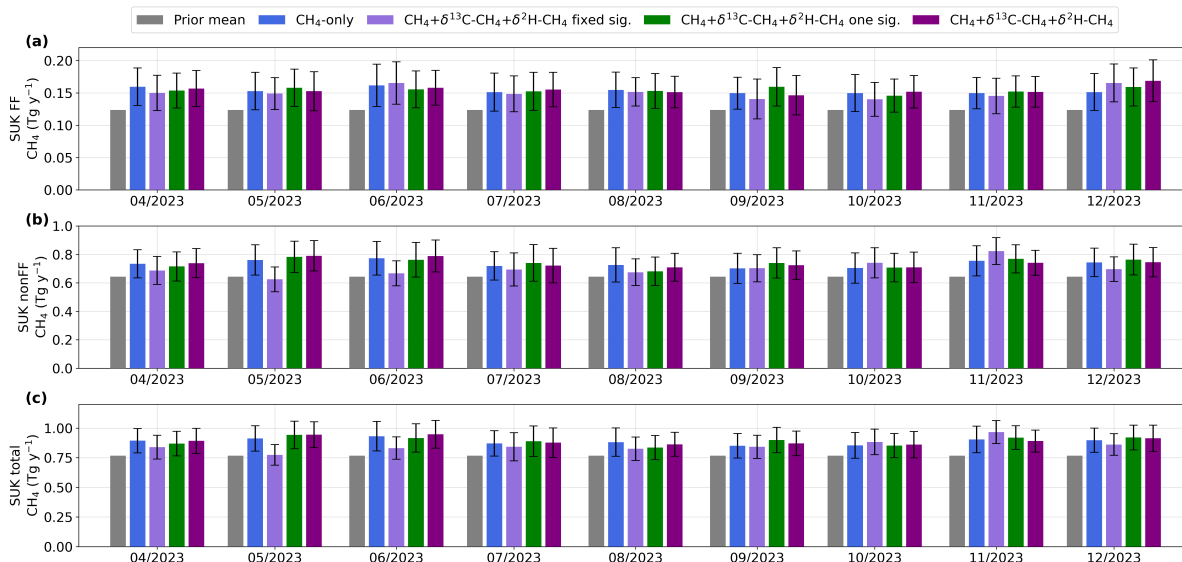 Prior mean CH₄-only CH₄+δ¹³C-CH₄+δ²H-CH₄ fixed sig. CH₄+δ¹³C-CH₄+δ²H-CH₄ one sig. CH₄+δ¹³C-CH₄+δ²H-CH₄
(a)
SUK FF
CH₄ (Tg y⁻¹)
0.20
0.15
0.10
0.05
0.00
04/2023 05/2023 06/2023 07/2023 08/2023 09/2023 10/2023 11/2023 12/2023
(b)
SUK nonFF
CH₄ (Tg y⁻¹)
1.0
0.8
0.6
0.4
0.2
0.0
04/2023 05/2023 06/2023 07/2023 08/2023 09/2023 10/2023 11/2023 12/2023
(c)
SUK total
CH₄ (Tg y⁻¹)
1.00
0.75
0.50
0.25
0.00
04/2023 05/2023 06/2023 07/2023 08/2023 09/2023 10/2023 11/2023 12/2023